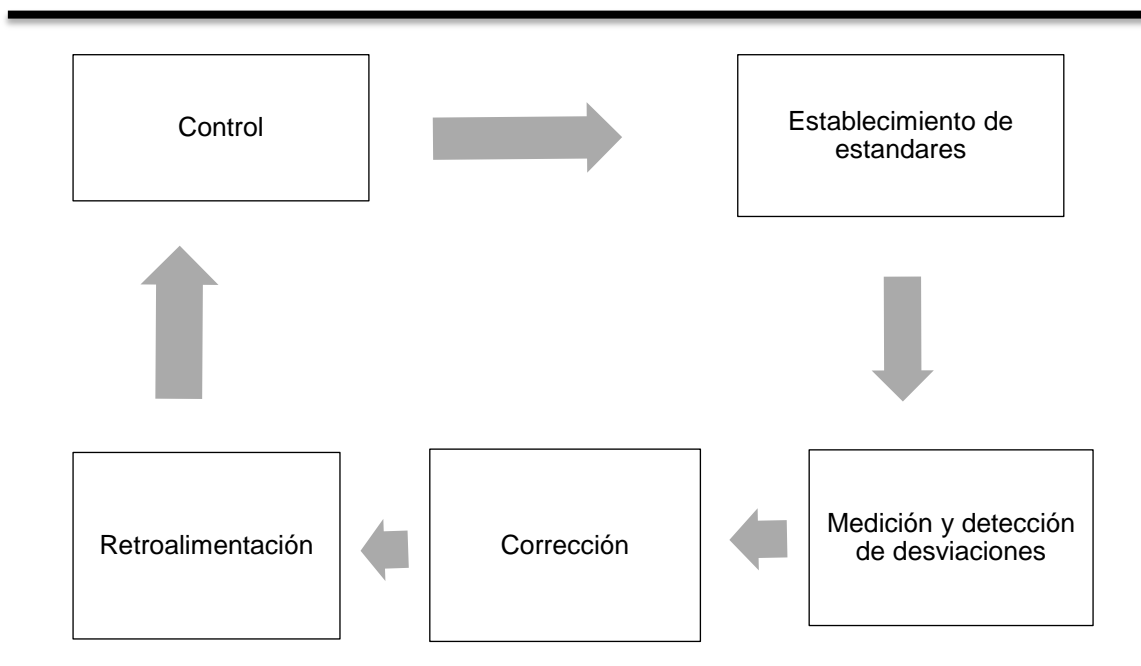 Control
Establecimiento de
estandares
Medición y detección
de desviaciones
Corrección
Retroalimentación